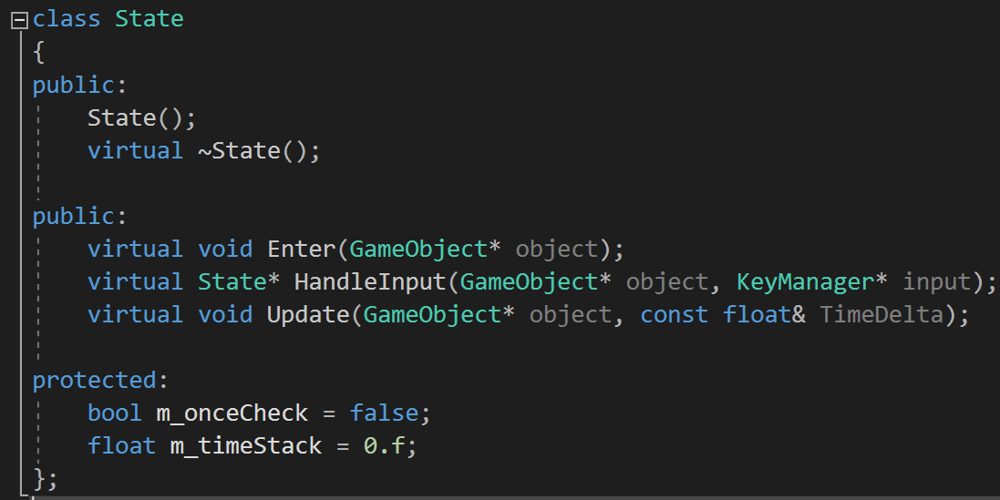 class State
{
public:
    State();
    virtual ~State();

public:
    virtual void Enter(GameObject* object);
    virtual State* HandleInput(GameObject* object, KeyManager* input);
    virtual void Update(GameObject* object, const float& TimeDelta);

protected:
    bool m_onceCheck = false;
    float m_timeStack = 0.f;
};